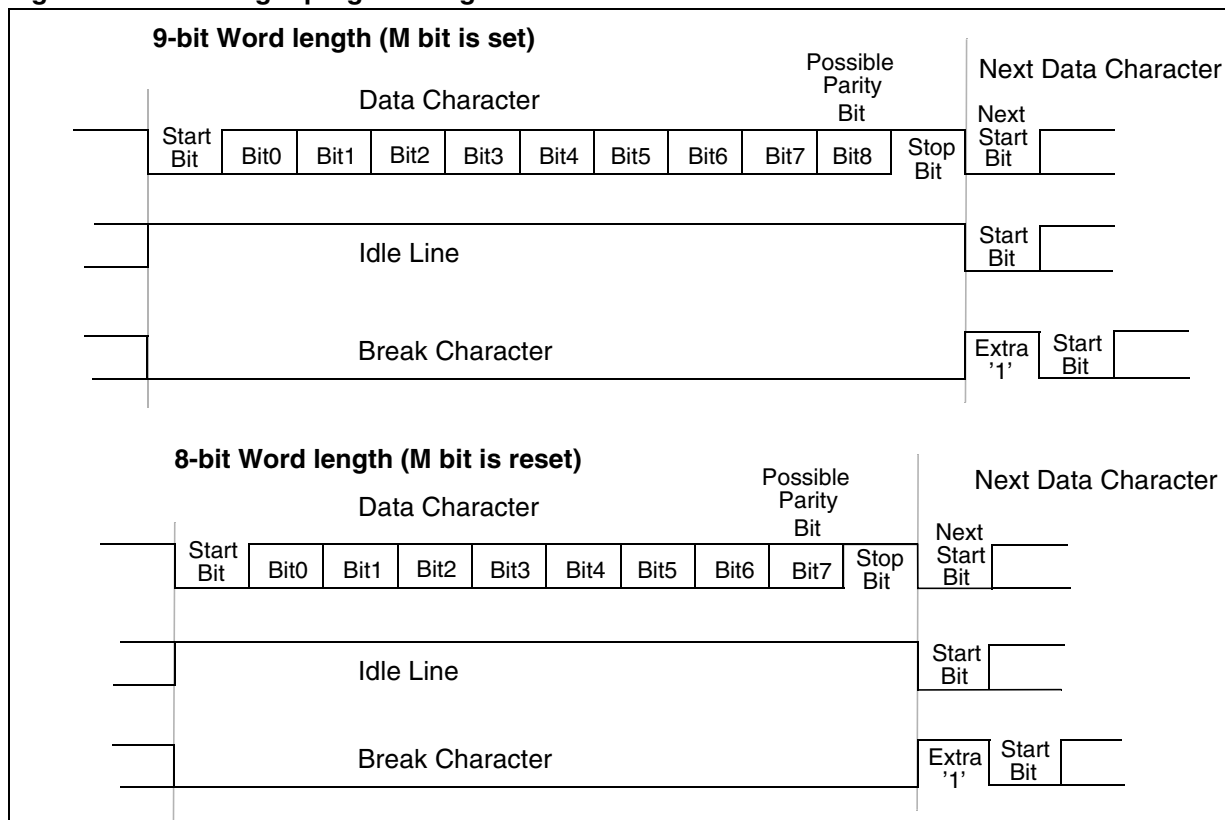 9-bit Word length (M bit is set)
Possible
Parity
Bit
Next Data Character
Data Character
Start
Bit
Bit0
Bit1
Bit2
Bit3
Bit4
Bit5
Bit6
Bit7
Bit8
Stop
Bit
Next
Start
Bit
Idle Line
Start
Bit
Break Character
Extra
'1'
Start
Bit
8-bit Word length (M bit is reset)
Possible
Parity
Bit
Next Data Character
Data Character
Start
Bit
Bit0
Bit1
Bit2
Bit3
Bit4
Bit5
Bit6
Bit7
Stop
Bit
Next
Start
Bit
Idle Line
Start
Bit
Break Character
Extra
'1'
Start
Bit